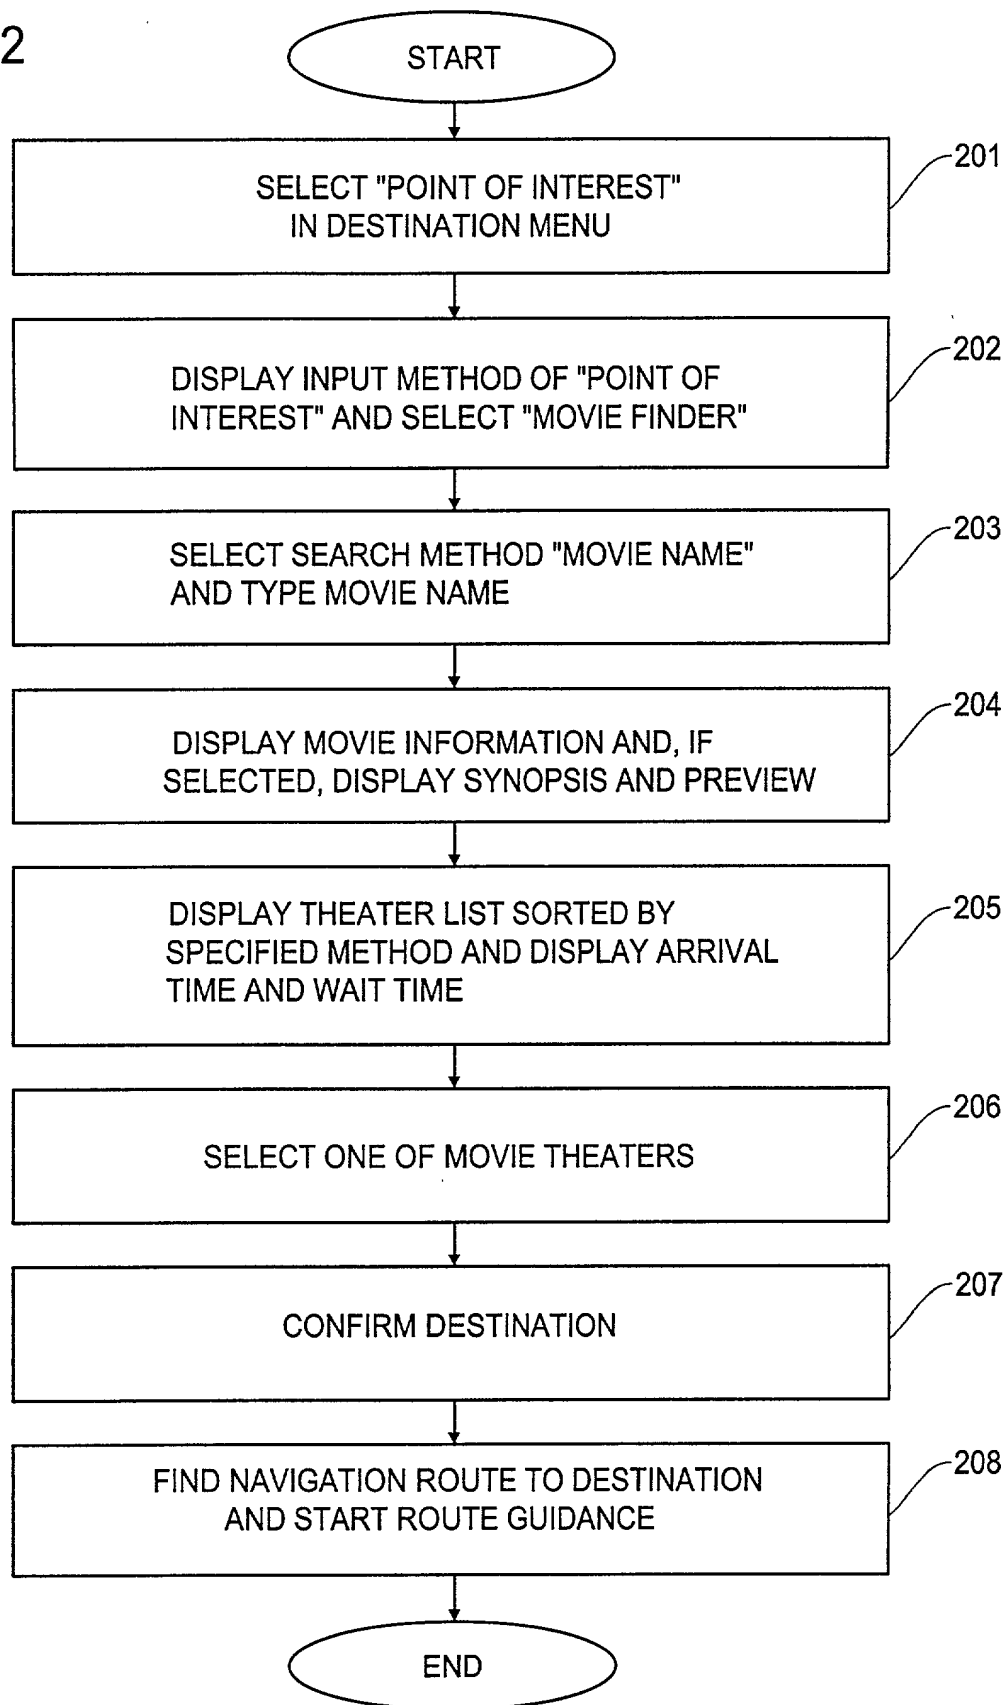 2
START
201
SELECT "POINT OF INTEREST"
IN DESTINATION MENU
202
DISPLAY INPUT METHOD OF "POINT OF
INTEREST" AND SELECT "MOVIE FINDER"
203
SELECT SEARCH METHOD "MOVIE NAME"
AND TYPE MOVIE NAME
204
DISPLAY MOVIE INFORMATION AND, IF
SELECTED, DISPLAY SYNOPSIS AND PREVIEW
205
DISPLAY THEATER LIST SORTED BY
SPECIFIED METHOD AND DISPLAY ARRIVAL
TIME AND WAIT TIME
206
SELECT ONE OF MOVIE THEATERS
207
CONFIRM DESTINATION
208
FIND NAVIGATION ROUTE TO DESTINATION
AND START ROUTE GUIDANCE
END